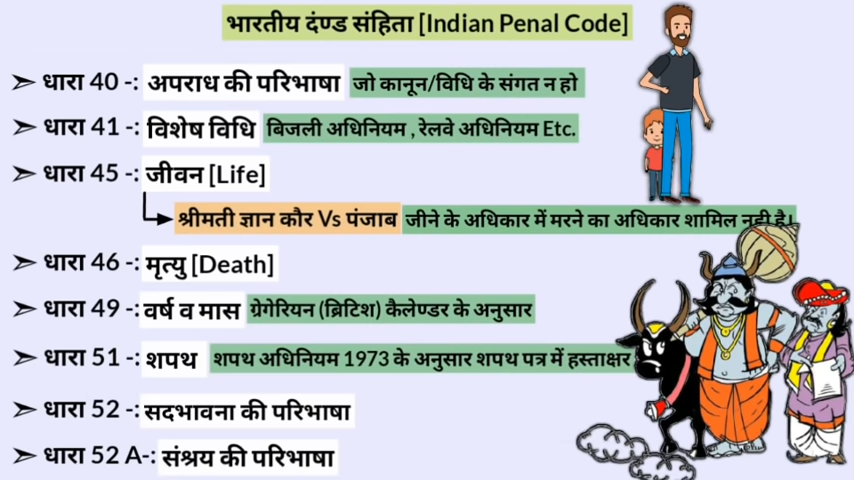 भारतीय दंण्ड संहिता [Indian Penal Code]
➣ धारा 40 -: अपराध की परिभाषा जो कानून/विधि के संगत न हो
➣ धारा 41 -: विशेष विधि बिजली अधिनियम , रेलवे अधिनियम Etc.
➣ धारा 45 -: जीवन [Life]
श्रीमती ज्ञान कौर Vs पंजाब जीने के अधिकार में मरने का अधिकार शामिल नही है।
➣ धारा 46 -: मृत्यु [Death]
➣ धारा 49 -: वर्ष व मास ग्रेगेरियन (ब्रिटिश) कैलेण्डर के अनुसार
➣ धारा 51 -: शपथ शपथ अधिनियम 1973 के अनुसार शपथ पत्र में हस्ताक्षर
➣ धारा 52 -: सदभावना की परिभाषा
➣ धारा 52 A-: संश्रय की परिभाषा